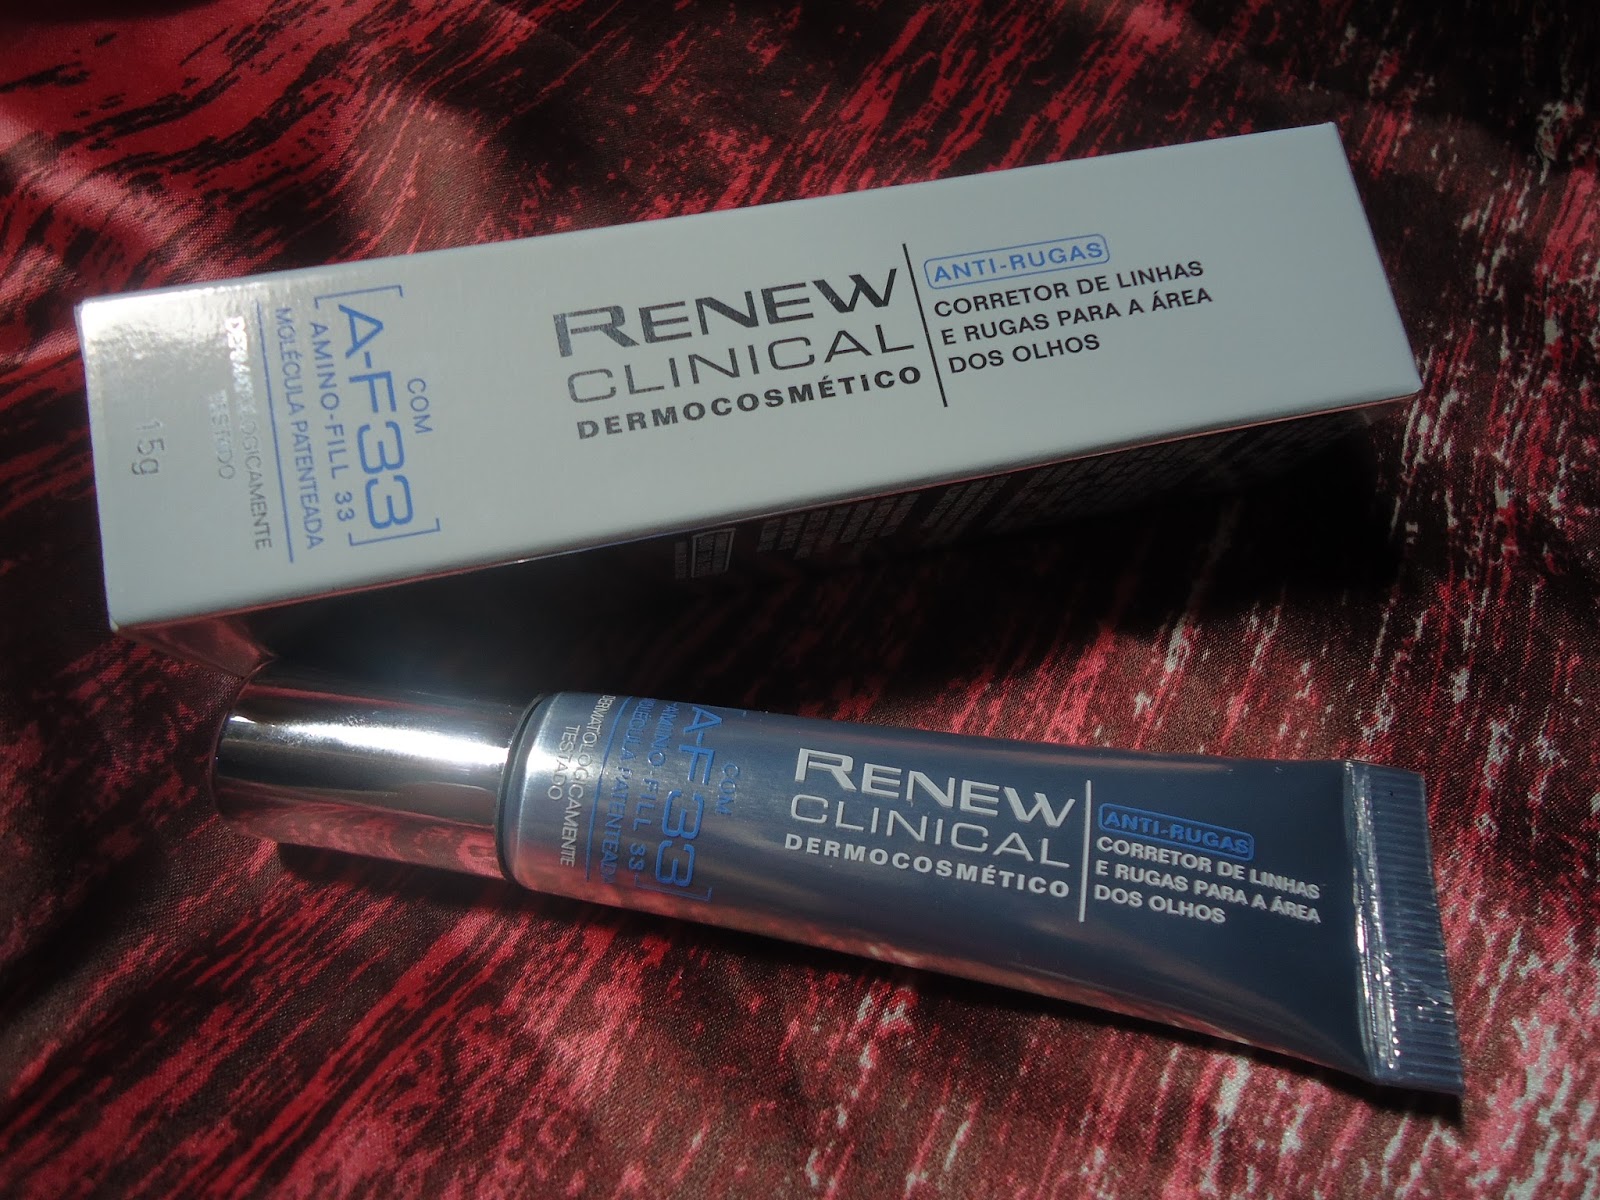 RENEW
CLINICAL
DERMOCOSMÉTICO
ANTI-RUGAS
CORRETOR DE LINHAS
E RUGAS PARA A ÁREA
DOS OLHOS
COM
A-F33
AMINO-FILL 33
MOLÉCULA PATENTEADA
DERMATOLOGICAMENTE
TESTADO
15g
RENEW
CLINICAL
DERMOCOSMÉTICO
ANTI-RUGAS
CORRETOR DE LINHAS
E RUGAS PARA A ÁREA
DOS OLHOS
COM
A-F33
AMINO-FILL 33
MOLÉCULA PATENTEADA
DERMATOLOGICAMENTE
TESTADO